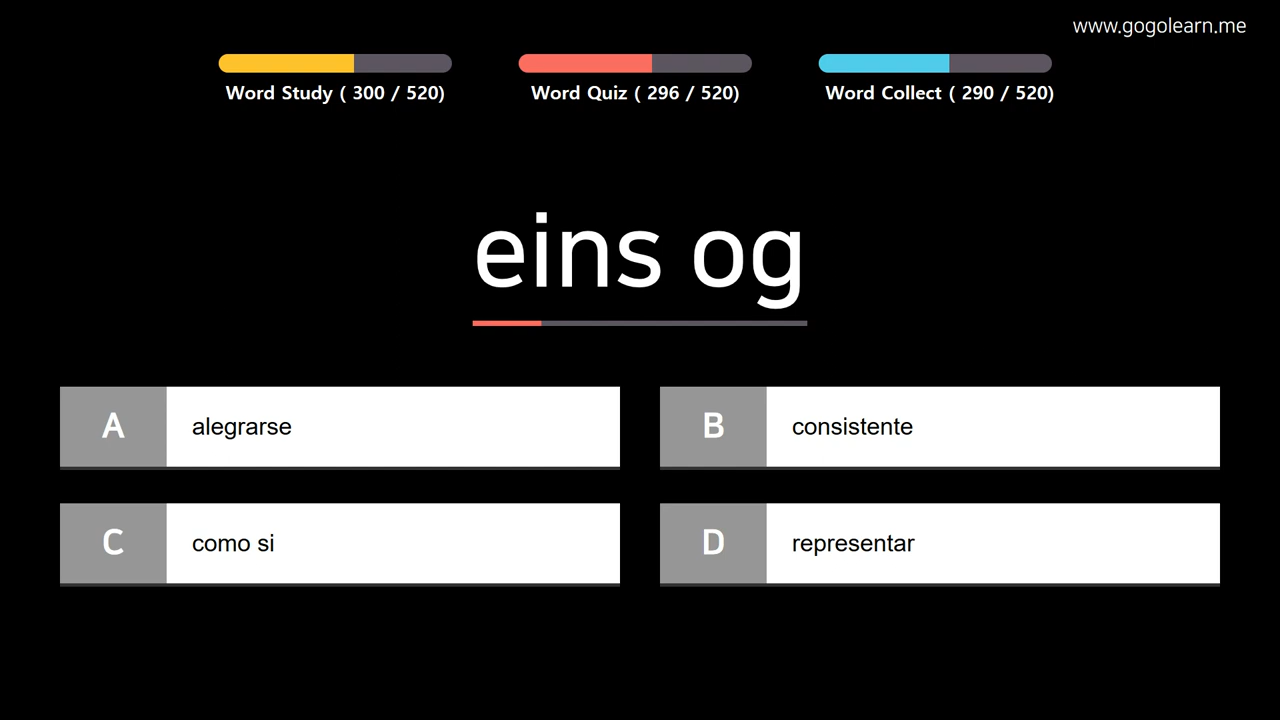 www.gogolearn.me
Word Study ( 300 / 520)
Word Quiz ( 296 / 520)
Word Collect ( 290 / 520)
eins og
A alegrarse
B consistente
C como si
D representar